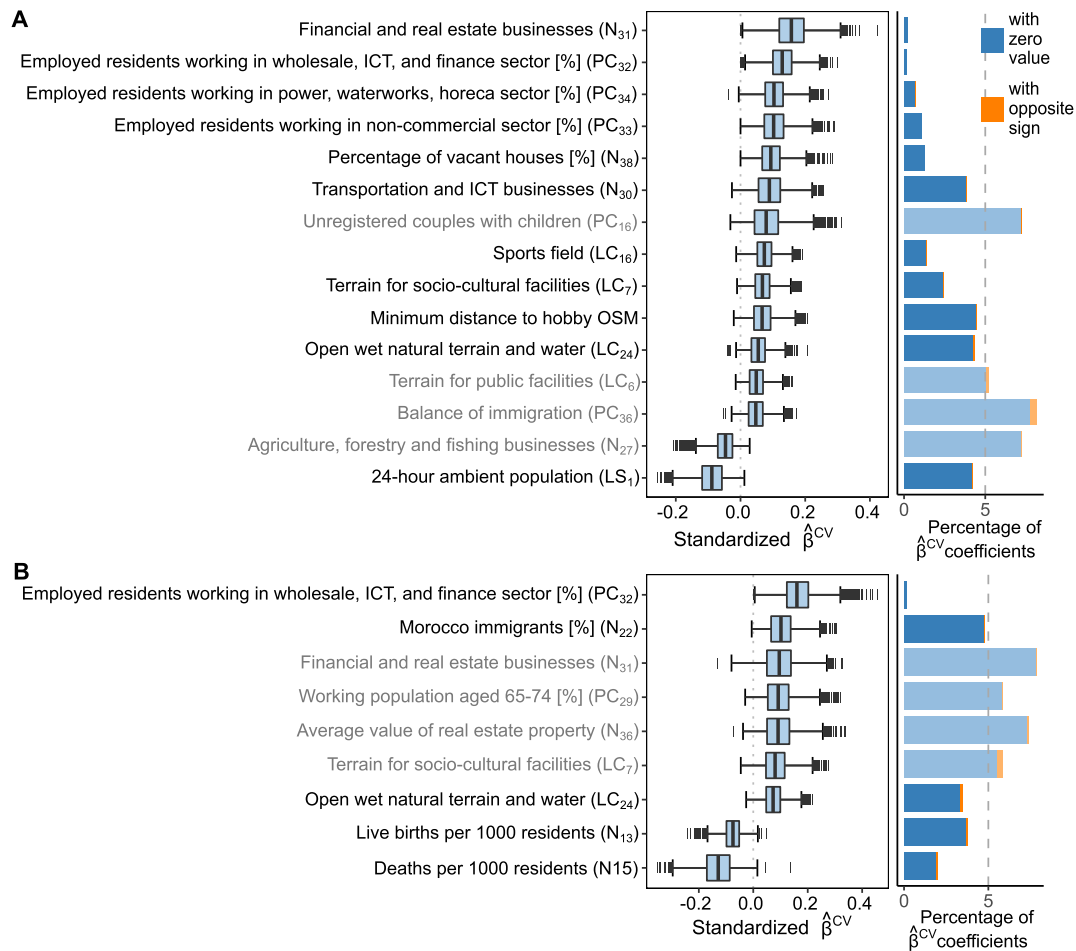 A
Financial and real estate businesses (N31)
Employed residents working in wholesale, ICT, and finance sector [%] (PC32)
Employed residents working in power, waterworks, horeca sector [%] (PC34)
Employed residents working in non-commercial sector [%] (PC33)
Percentage of vacant houses [%] (N38)
Transportation and ICT businesses (N30)
Unregistered couples with children (PC16)
Sports field (LC16)
Terrain for socio-cultural facilities (LC7)
Minimum distance to hobby OSM
Open wet natural terrain and water (LC24)
Terrain for public facilities (LC6)
Balance of immigration (PC36)
Agriculture, forestry and fishing businesses (N27)
24-hour ambient population (LS1)
-0.2 0.0 0.2 0.4
Standardized β̂CV
with
zero
value
with
opposite
sign
0 5
Percentage of
β̂CV coefficients
B
Employed residents working in wholesale, ICT, and finance sector [%] (PC32)
Morocco immigrants [%] (N22)
Financial and real estate businesses (N31)
Working population aged 65-74 [%] (PC29)
Average value of real estate property (N36)
Terrain for socio-cultural facilities (LC7)
Open wet natural terrain and water (LC24)
Live births per 1000 residents (N13)
Deaths per 1000 residents (N15)
-0.2 0.0 0.2 0.4
Standardized β̂CV
0 5
Percentage of
β̂CV coefficients